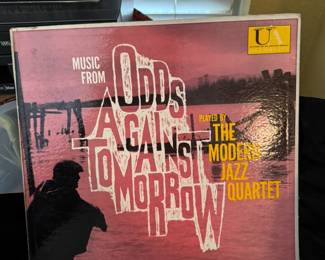 UA
MUSIC
FROM
ODDS
AGAINST
TOMORROW
PLAYED BY
THE
MODERN
JAZZ
QUARTET